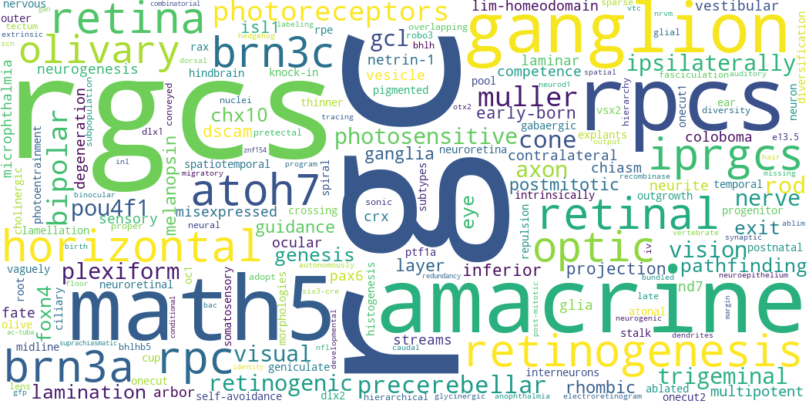 nervous
outer
tectum
extrinsic
retina
isl1
labeling
combinatorial
pan
hedgehog
photoreceptors
rpe
gcl
robo3
bhlh
overlapping
netrin-1
vesicle
pigmented
lim-homeodomain
sparse
vtc
nrvm
vestibular
glial
diversification
olivary
rax
brn3c
ganglion
neurogenesis
hindbrain
knock-in
dorsal
muller
competence
laminar
ipsilaterally
microphthalmia
rgcs
photoentrainment
degeneration
subpopulation
nuclei
conveyed
thinner
chx10
dscam
pretectal
tracing
dlx1
photosensitive
early-born
pool
otx2
neurod1
fasciculation
auditory
spatial
rpcs
hierarchy
vsx2
onecut1
ear
diversity
neuron
gabaergic
explants
output
cone
coloboma
e13.5
cholinergic
bipolar
inl
melanopsin
znf154
program
spatiotemporal
migratory
ganglia
neuroretina
contralateral
chiasm
iprgcs
hair
missing
binocular
atoh7
spiral
sonic
crx
subtypes
eye
axon
postmitotic
intrinsically
neurite
recombinase
temporal
rod
pou4f1
sensory
misexpressed
crossing
guidance
retinal
outgrowth
progenitor
nerve
lamellation
proper
neural
ocular
repulsion
vertebrate
exit
ablim
synaptic
postnatal
horizontal
birth
genesis
ptf1a
optic
iv
vision
vaguely
plexiform
oc1
adopt
autonomously
pax6
layer
inferior
projection
bundled
pathfinding
neuroepithelium
root
foxn4
ciliary
neuroretinal
floor
six3-cre
redundancy
histogenesis
morphologies
somatosensory
glia
nd7
late
atonal
neurogenic
fate
olive
ac-tubu
math5
bac
conditional
developmental
rgc
amacrine
post-mitotic
margin
midline
suprachiasmatic
bhlhb5
streams
stalk
dendrites
brn3a
cup
rpc
visual
identity
nfl
caudal
retinogenesis
interneurons
trigeminal
lens
gfp
onecut
geniculate
lamination
arbor
self-avoidance
retinogenic
dlx2
hierarchical
precerebellar
glycinergic
anophthalmia
rhombic
electroretinogram
ablated
onecut2
multipotent
scn